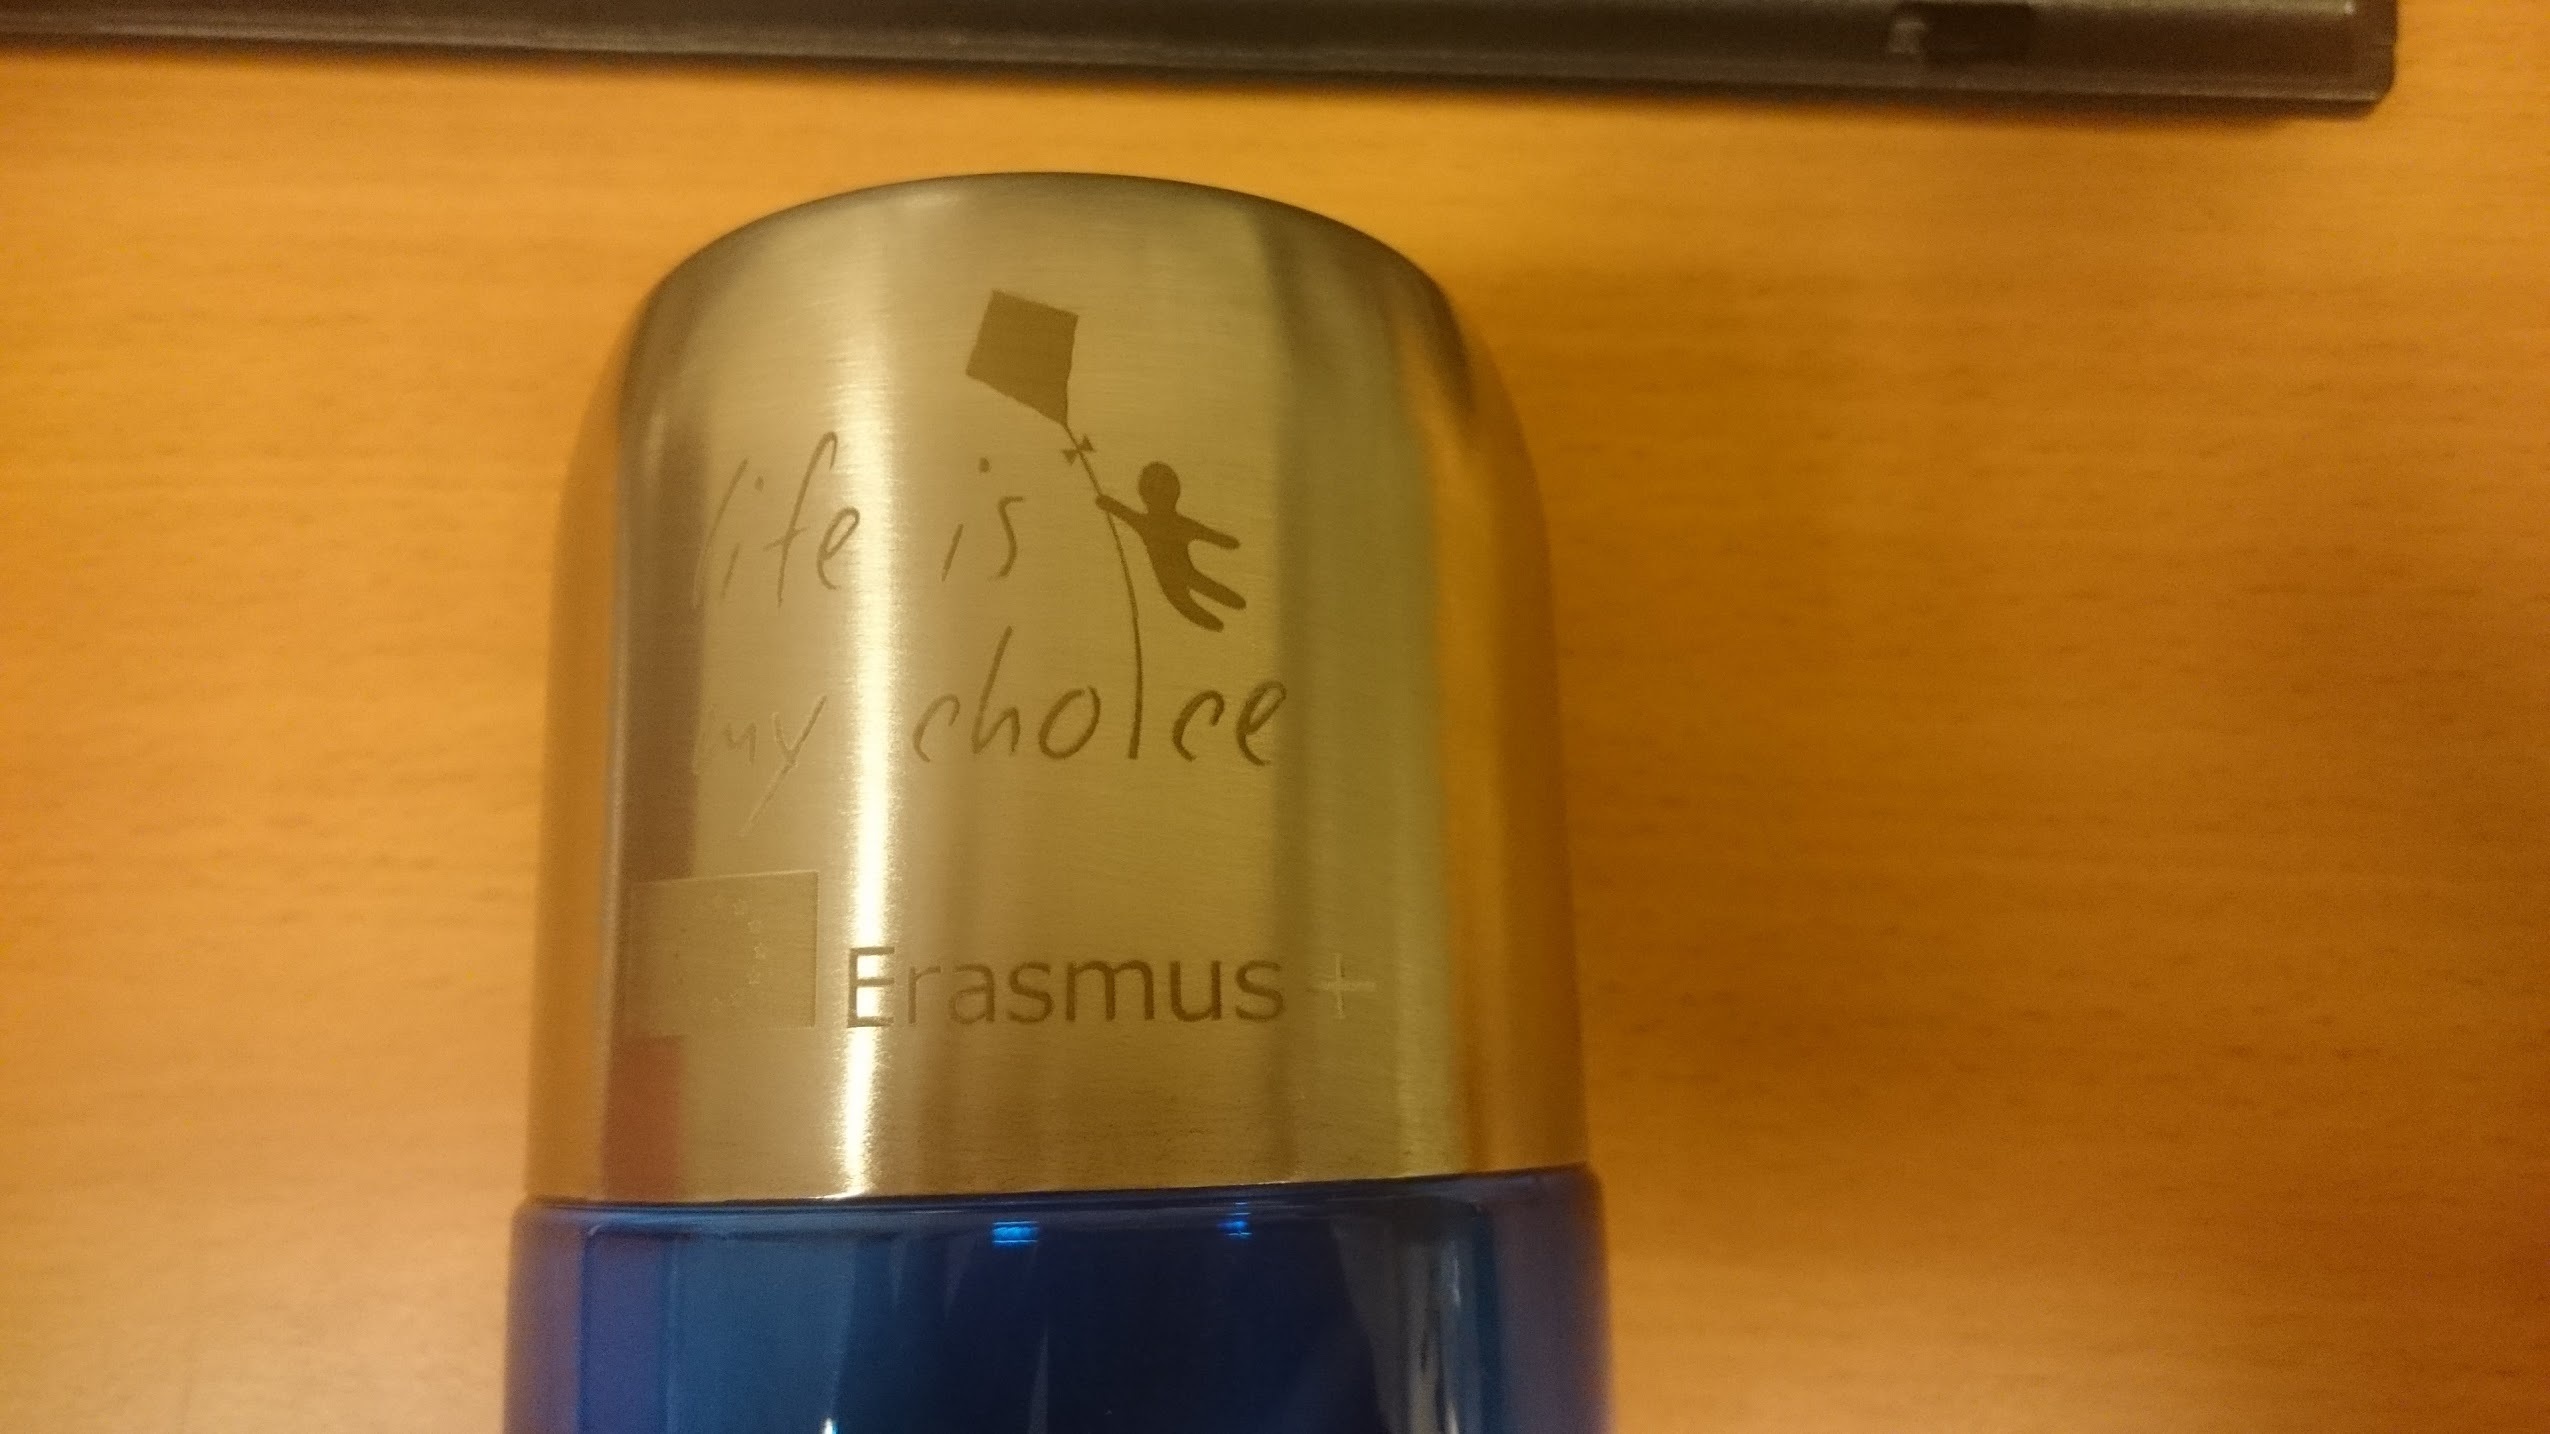 life is
my choice
Erasmus +